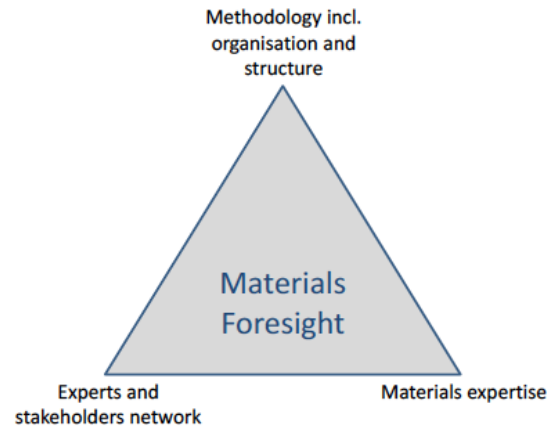 Methodology incl.
organisation and
structure
Materials
Foresight
Experts and
stakeholders network
Materials expertise